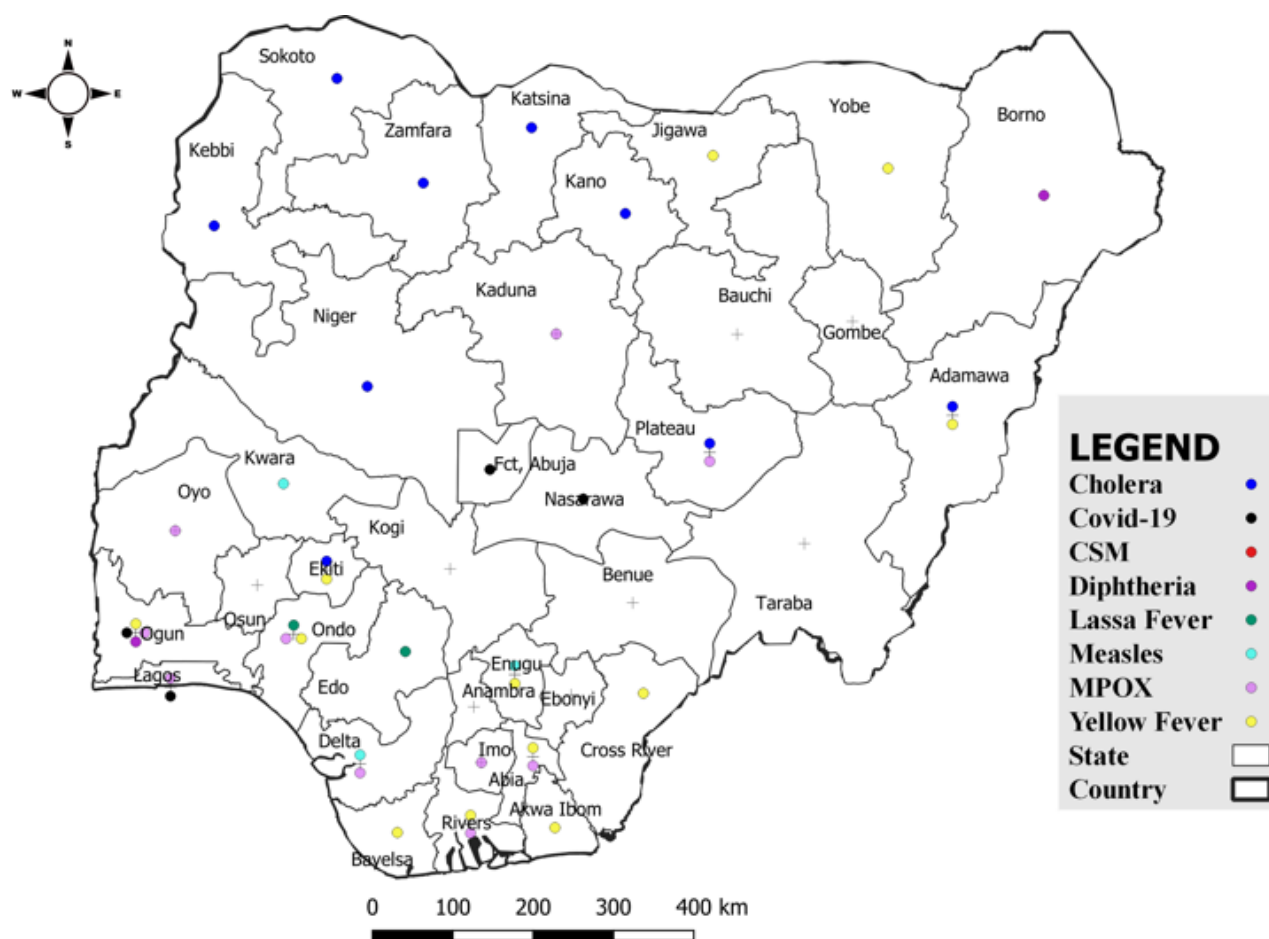 N
W E
S
Sokoto
Katsina
Yobe
Borno
Zamfara
Jigawa
Kebbi
Kano
Kaduna
Bauchi
Niger
Gombe
Adamawa
Plateau
Kwara
Fct, Abuja
Oyo
Nasarawa
Kogi
Ekiti
Benue
Taraba
Osun
Ondo
Ogun
Lagos
Enugu
Edo
Anambra
Ebonyi
Delta
Imo
Cross River
Abia
Akwa Ibom
Rivers
Bayelsa
LEGEND
Cholera
Covid-19
CSM
Diphtheria
Lassa Fever
Measles
MPOX
Yellow Fever
State
Country
0 100 200 300 400 km